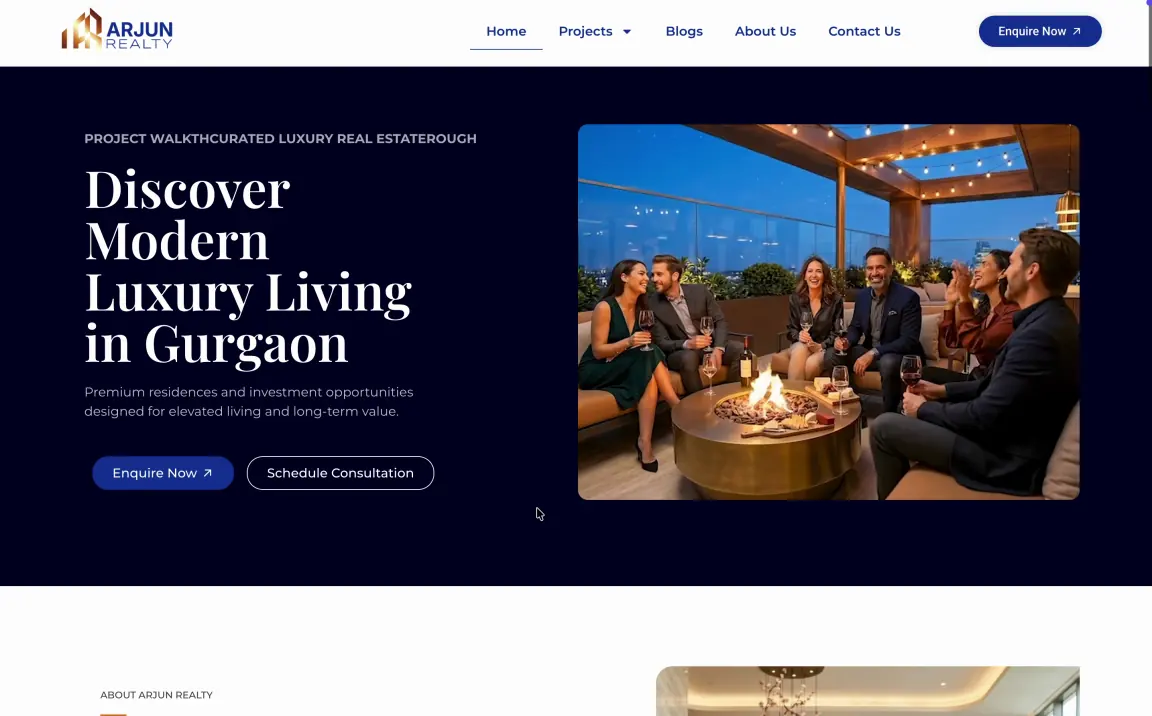 ARJUN
REALTY
Home
Projects
Blogs
About Us
Contact Us
Enquire Now
PROJECT WALKTHCURATED LUXURY REAL ESTATEROUGH
Discover
Modern
Luxury Living
in Gurgaon
Premium residences and investment opportunities
designed for elevated living and long-term value.
Enquire Now
Schedule Consultation
ABOUT ARJUN REALTY